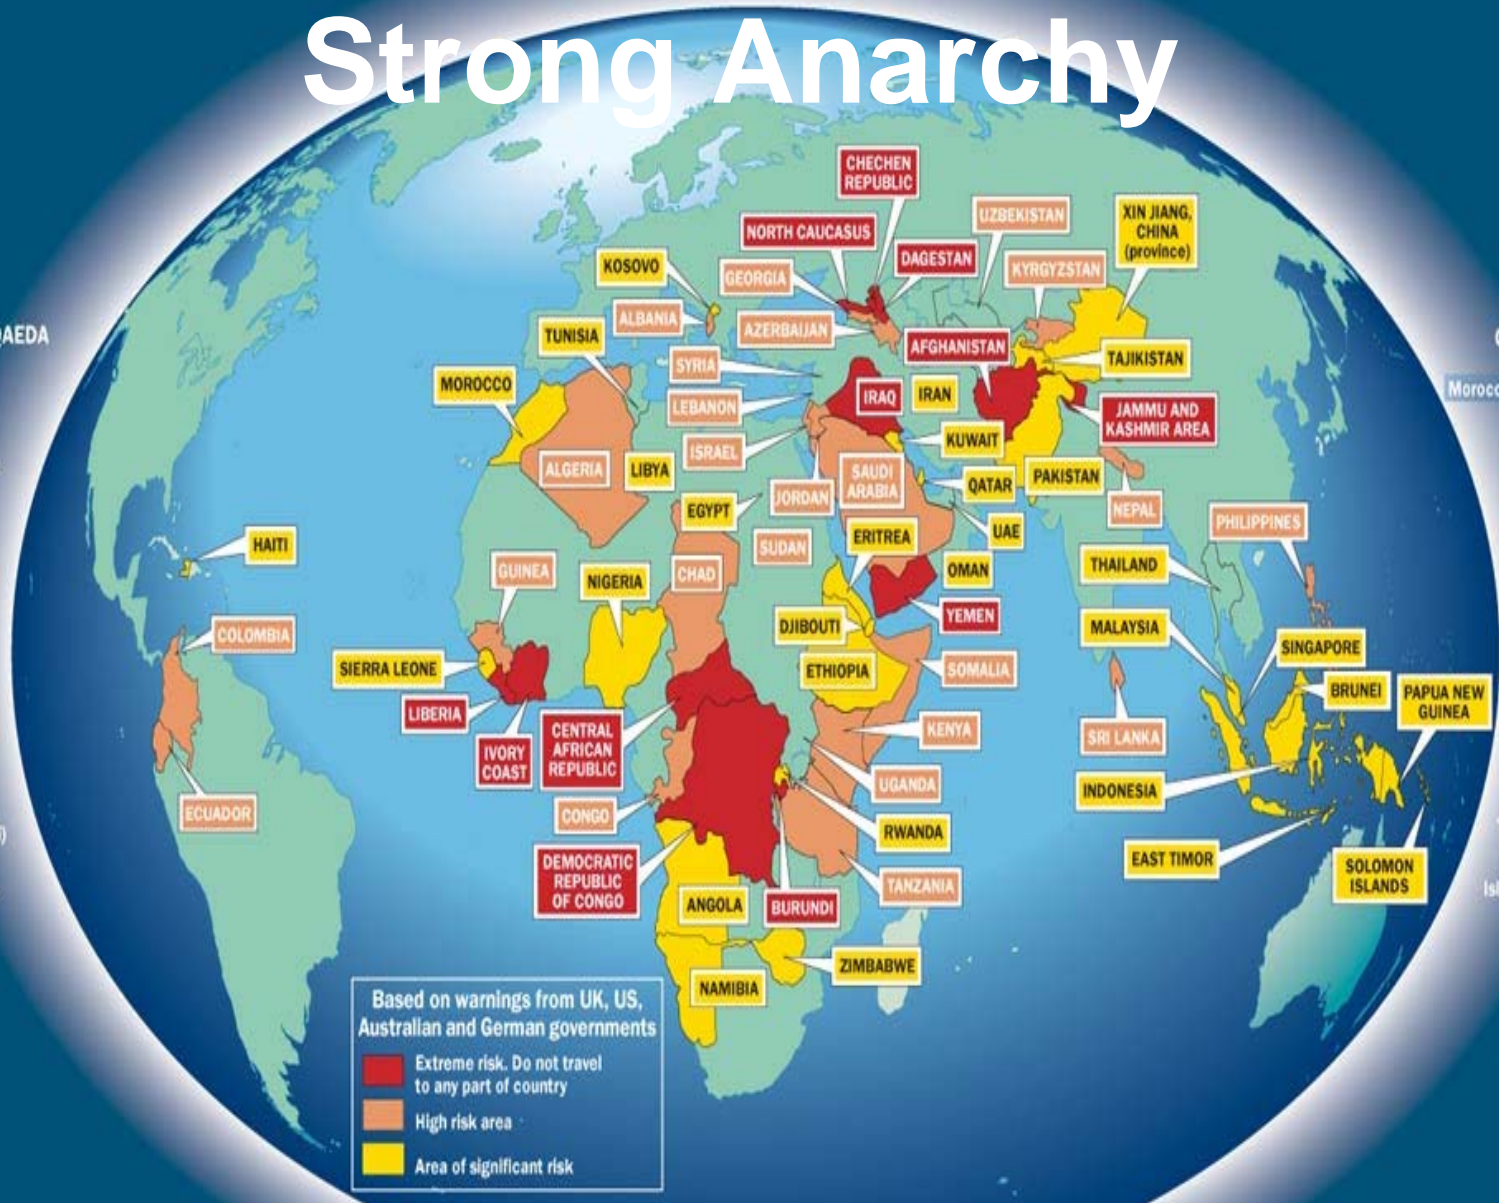 Strong Anarchy
CHECHEN
REPUBLIC
NORTH CAUCASUS
DAGESTAN
UZBEKISTAN
XIN JIANG,
CHINA
(province)
KOSOVO
GEORGIA
KYRGYZSTAN
ALBANIA
AZERBAIJAN
QAEDA
TUNISIA
AFGHANISTAN
TAJIKISTAN
SYRIA
MOROCCO
IRAQ
IRAN
Morocc
LEBANON
JAMMU AND
KASHMIR AREA
KUWAIT
ISRAEL
ALGERIA
LIBYA
SAUDI
ARABIA
PAKISTAN
QATAR
JORDAN
EGYPT
NEPAL
PHILIPPINES
UAE
ERITREA
HAITI
SUDAN
GUINEA
NIGERIA
CHAD
OMAN
THAILAND
YEMEN
COLOMBIA
DJIBOUTI
MALAYSIA
SINGAPORE
SIERRA LEONE
ETHIOPIA
SOMALIA
BRUNEI
PAPUA NEW
GUINEA
LIBERIA
IVORY
COAST
CENTRAL
AFRICAN
REPUBLIC
KENYA
SRI LANKA
UGANDA
INDONESIA
ECUADOR
CONGO
RWANDA
EAST TIMOR
DEMOCRATIC
REPUBLIC
OF CONGO
TANZANIA
SOLOMON
ISLANDS
ANGOLA
BURUNDI
ZIMBABWE
NAMIBIA
Based on warnings from UK, US,
Australian and German governments
Extreme risk. Do not travel
to any part of country
High risk area
Area of significant risk